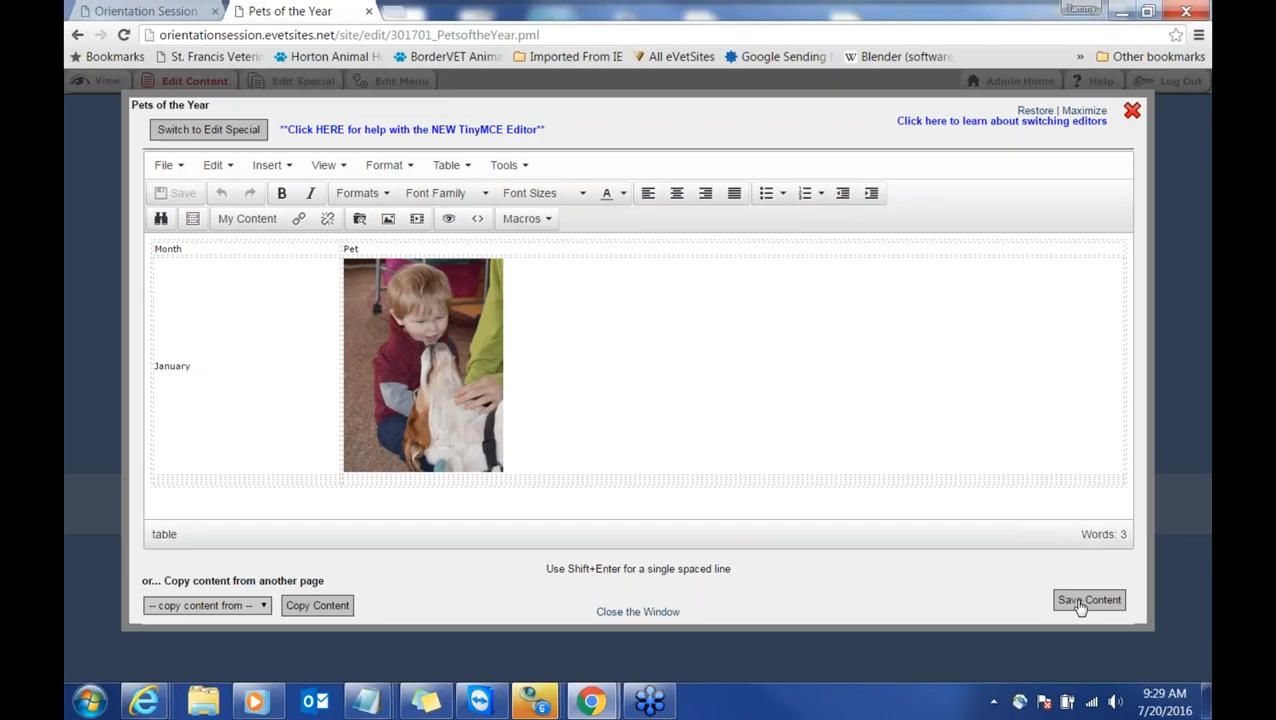 Orientation Session
Pets of the Year
Tammy
orientationsession.evetsites.net/site/edit/301701_PetsoftheYear.pml
Bookmarks St. Francis Veterin Horton Animal H BorderVET Anima Imported From IE All eVetSites Google Sending Blender (software » Other bookmarks
View Edit Content Edit Special Edit Menu Admin Home Help Log Out
Pets of the Year
Restore | Maximize
Switch to Edit Special **Click HERE for help with the NEW TinyMCE Editor** Click here to learn about switching editors
File Edit Insert View Format Table Tools
Save B I Formats Font Family Font Sizes A
My Content Macros
Month Pet
January
table Words: 3
Use Shift+Enter for a single spaced line
or... Copy content from another page
-- copy content from -- Copy Content Close the Window Save Content
9:29 AM
7/20/2016